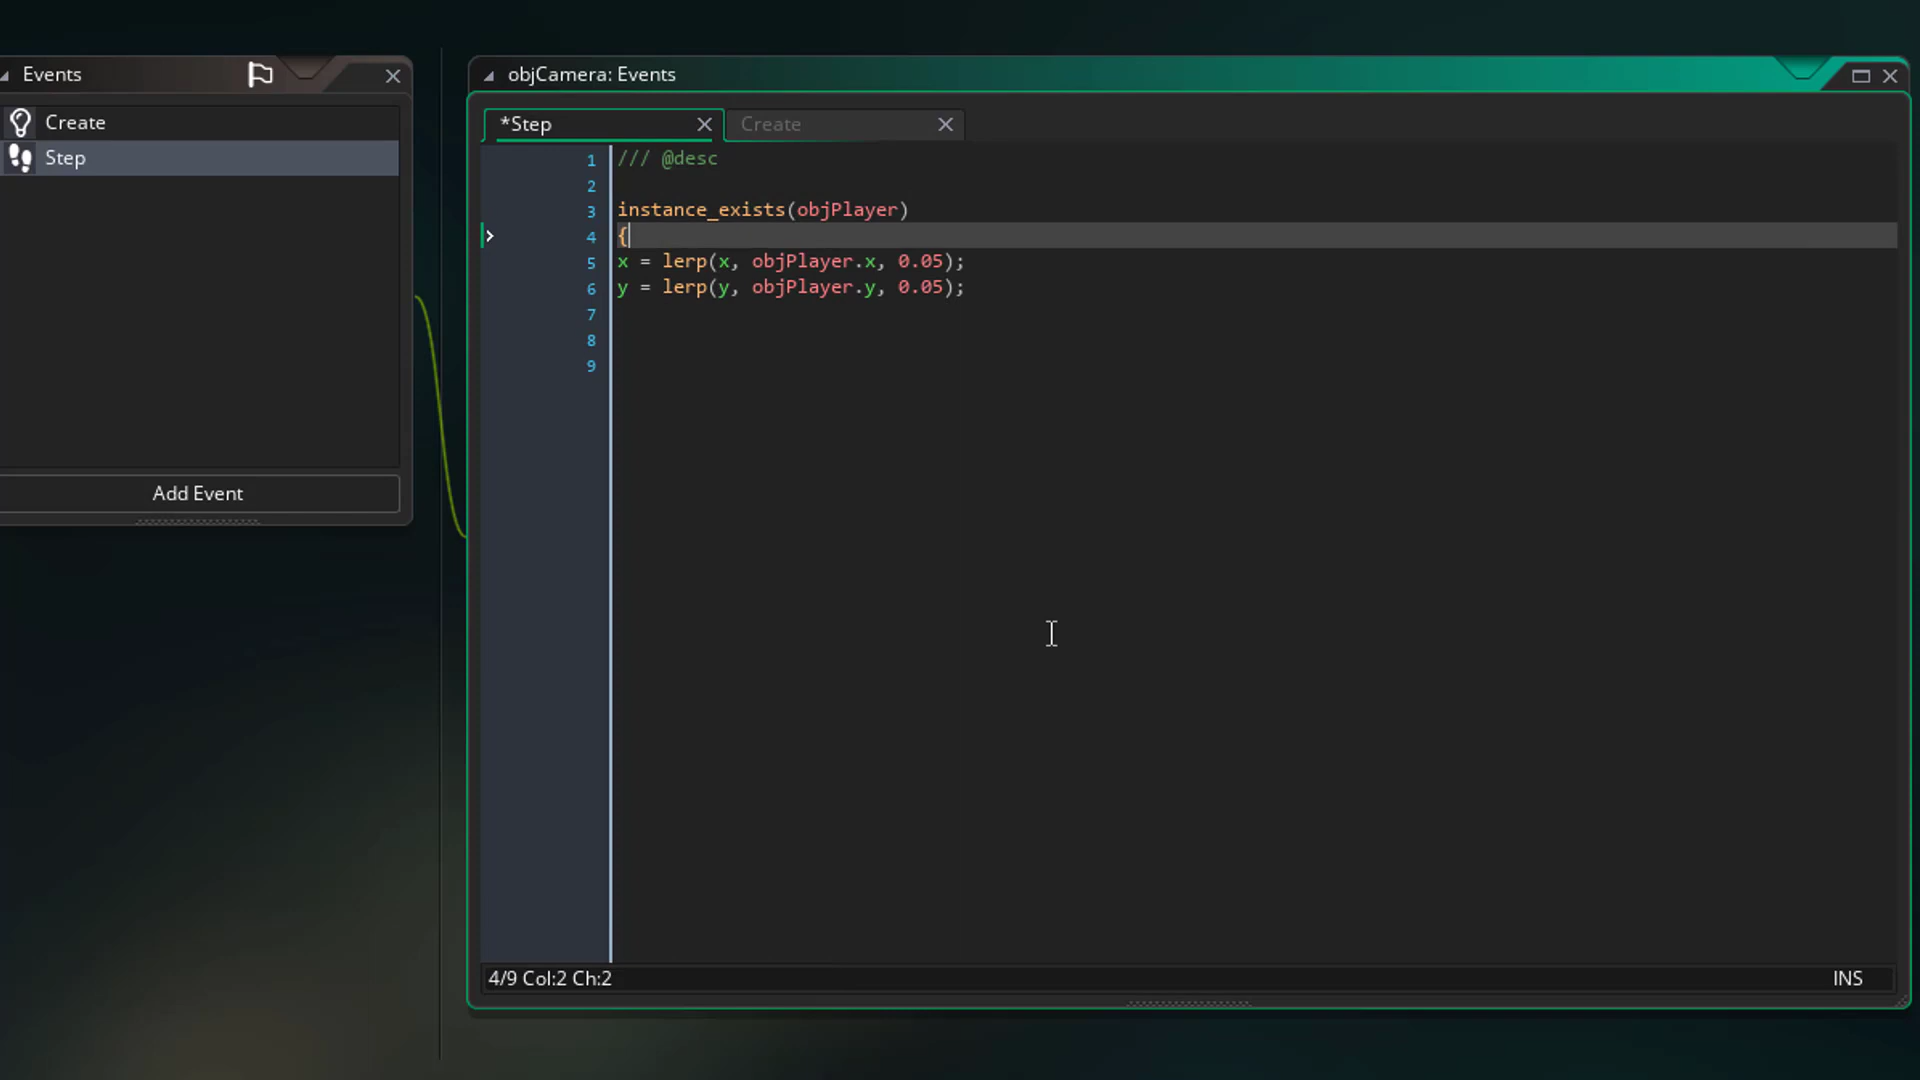 Events
Create
Step
Add Event
objCamera: Events
*Step
Create
1 /// @desc
2
3 instance_exists(objPlayer)
4 {
5 x = lerp(x, objPlayer.x, 0.05);
6 y = lerp(y, objPlayer.y, 0.05);
7
8
9
4/9 Col:2 Ch:2
INS